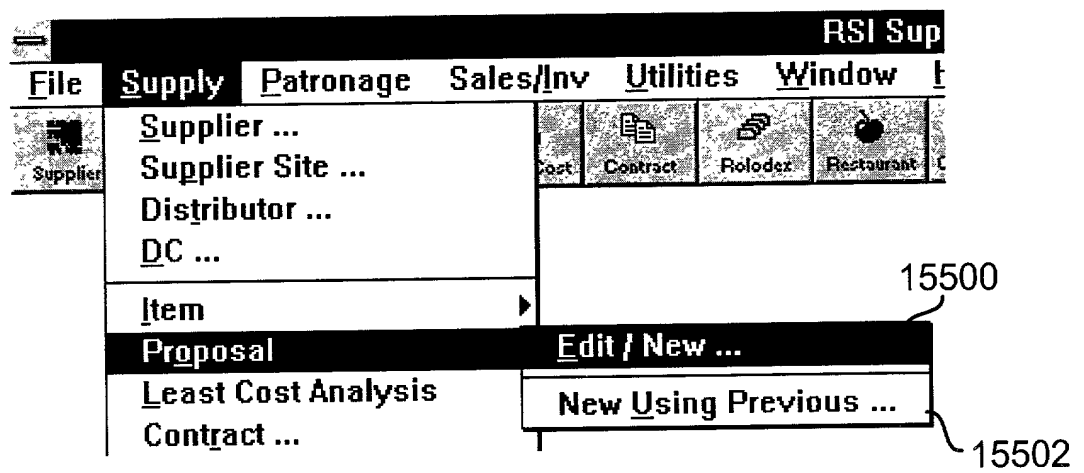 RSI Sup
File Supply Patronage Sales/Inv Utilities Window
Supplier Cost Contract Rolodex Restaurant
Supplier ...
Supplier Site ...
Distributor ...
DC ...
15500
Item
Proposal Edit / New ...
Least Cost Analysis
New Using Previous ...
Contract ...
15502